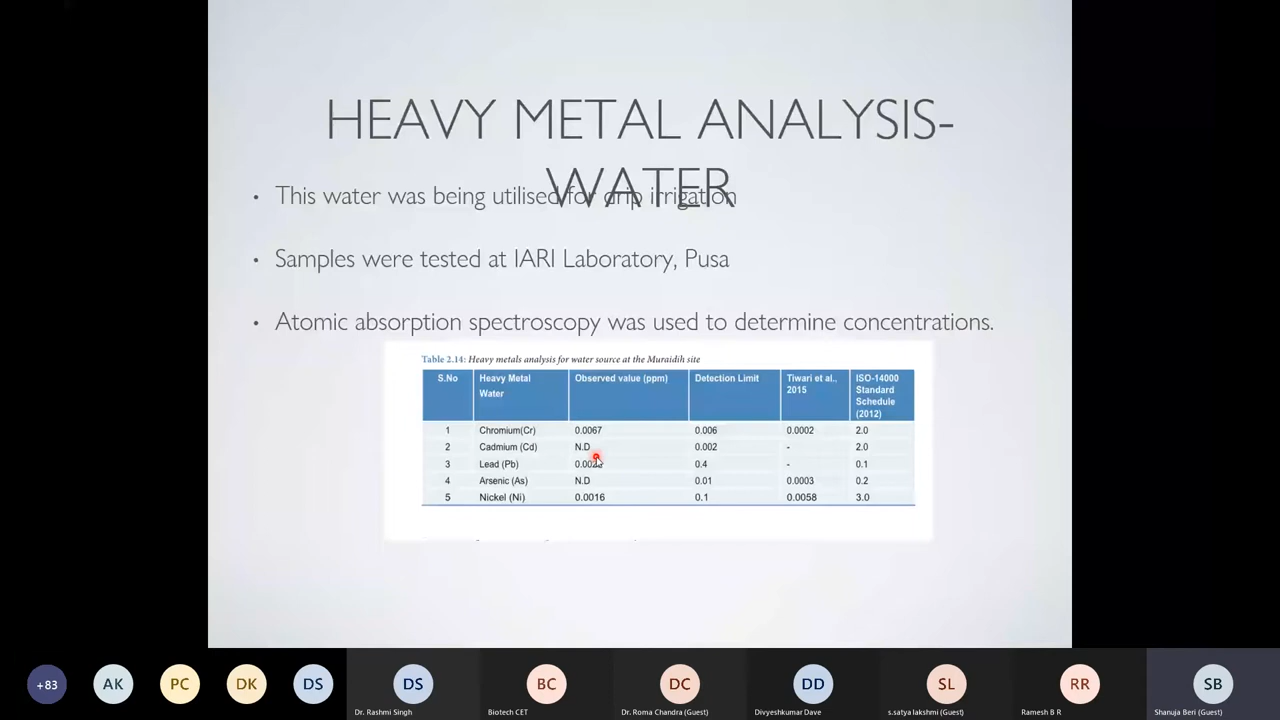 HEAVY METAL ANALYSIS-
WATER
• This water was being utilised for drip irrigation
• Samples were tested at IARI Laboratory, Pusa
• Atomic absorption spectroscopy was used to determine concentrations.
Table 2.14: Heavy metals analysis for water source at the Muraidih site
S.No Heavy Metal Water Observed value (ppm) Detection Limit Tiwari et al., 2015 ISO-14000 Standard Schedule (2012)
1 Chromium(Cr) 0.0067 0.006 0.0002 2.0
2 Cadmium (Cd) N.D 0.002 - 2.0
3 Lead (Pb) 0.4 - 0.1
4 Arsenic (As) N.D 0.01 0.0003 0.2
5 Nickel (Ni) 0.0016 0.1 0.0058 3.0
+83 AK PC DK DS DS BC DC DD SL RR SB
Dr. Rashmi Singh Biotech CET Dr. Roma Chandra (Guest) Divyeshkumar Dave s.satya lakshmi (Guest) Ramesh B R Shanuja Beri (Guest)